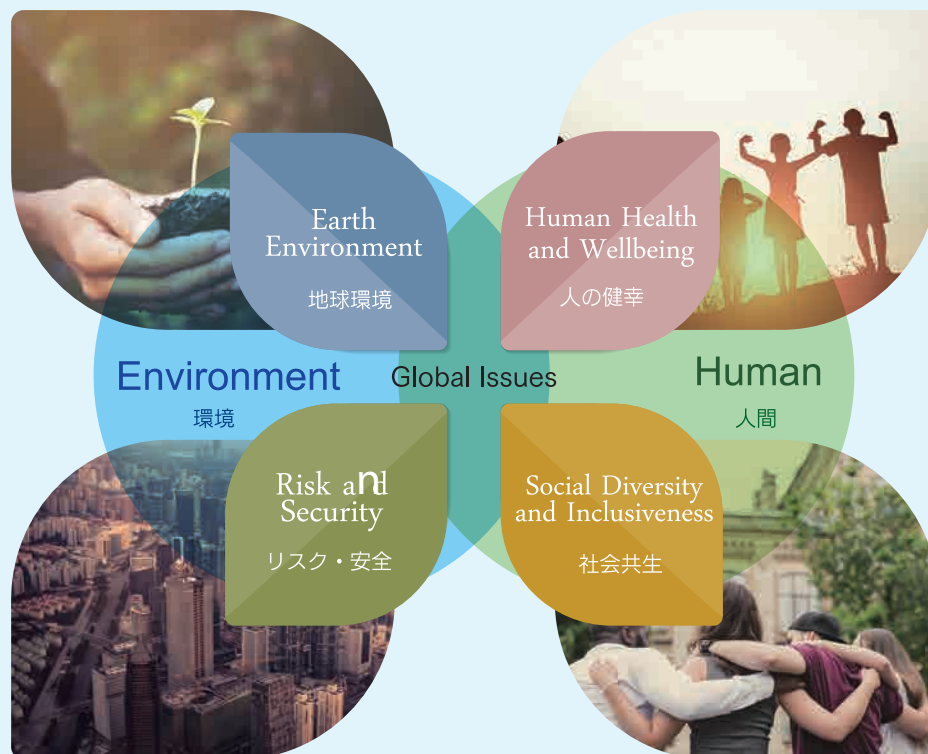 Earth
Environment
地球環境
Human Health
and Wellbeing
人の健幸
Environment
環境
Global Issues
Human
人間
Risk and
Security
リスク・安全
Social Diversity
and Inclusiveness
社会共生